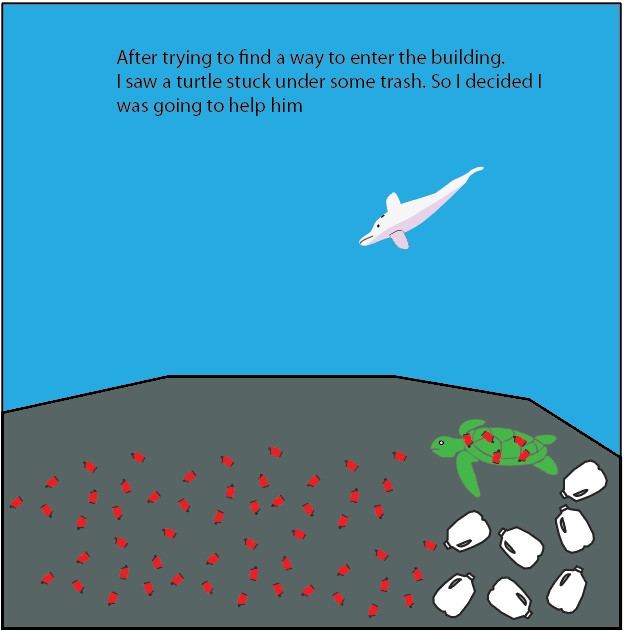 After trying to find a way to enter the building.
I saw a turtle stuck under some trash. So I decided I
was going to help him